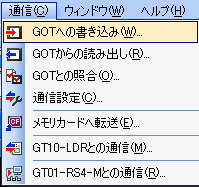 通信(C) ウィンドウ(W) ヘルプ(H)
GOTへの書き込み(W)...
GOTからの読み出し(R)...
GOTとの照合(O)...
通信設定(C)...
メモリカードへ転送(E)...
GT10-LDRとの通信(M)...
GT01-RS4-Mとの通信(R)...